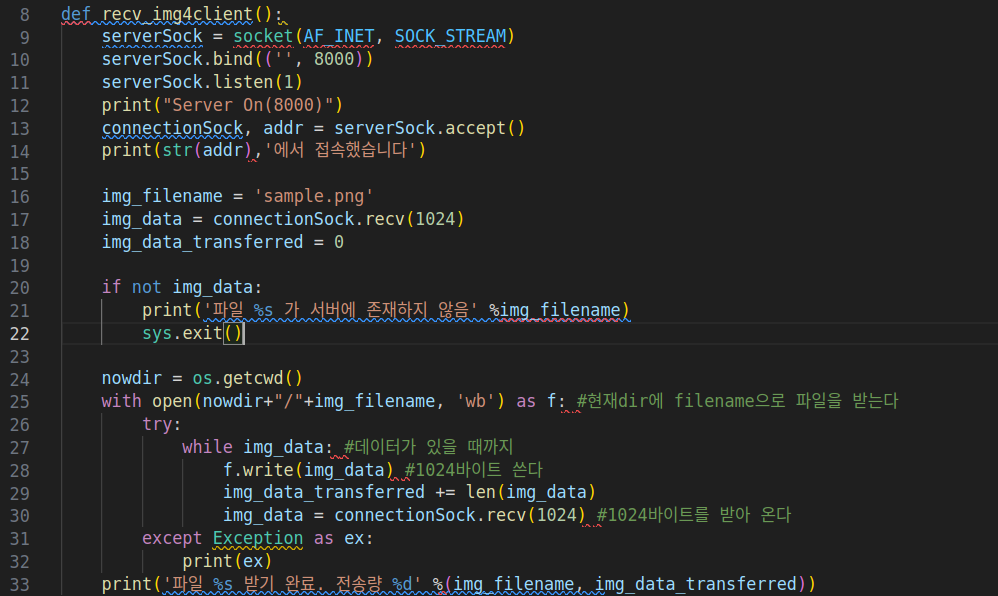 8 def recv_img4client():
9 serverSock = socket(AF_INET, SOCK_STREAM)
10 serverSock.bind(('', 8000))
11 serverSock.listen(1)
12 print("Server On(8000)")
13 connectionSock, addr = serverSock.accept()
14 print(str(addr),'에서 접속했습니다')
15
16 img_filename = 'sample.png'
17 img_data = connectionSock.recv(1024)
18 img_data_transferred = 0
19
20 if not img_data:
21 print('파일 %s 가 서버에 존재하지 않음' %img_filename)
22 sys.exit()
23
24 nowdir = os.getcwd()
25 with open(nowdir+"/"+img_filename, 'wb') as f: #현재dir에 filename으로 파일을 받는다
26 try:
27 while img_data: #데이터가 있을 때까지
28 f.write(img_data) #1024바이트 쓴다
29 img_data_transferred += len(img_data)
30 img_data = connectionSock.recv(1024) #1024바이트를 받아 온다
31 except Exception as ex:
32 print(ex)
33 print('파일 %s 받기 완료. 전송량 %d' %(img_filename, img_data_transferred))